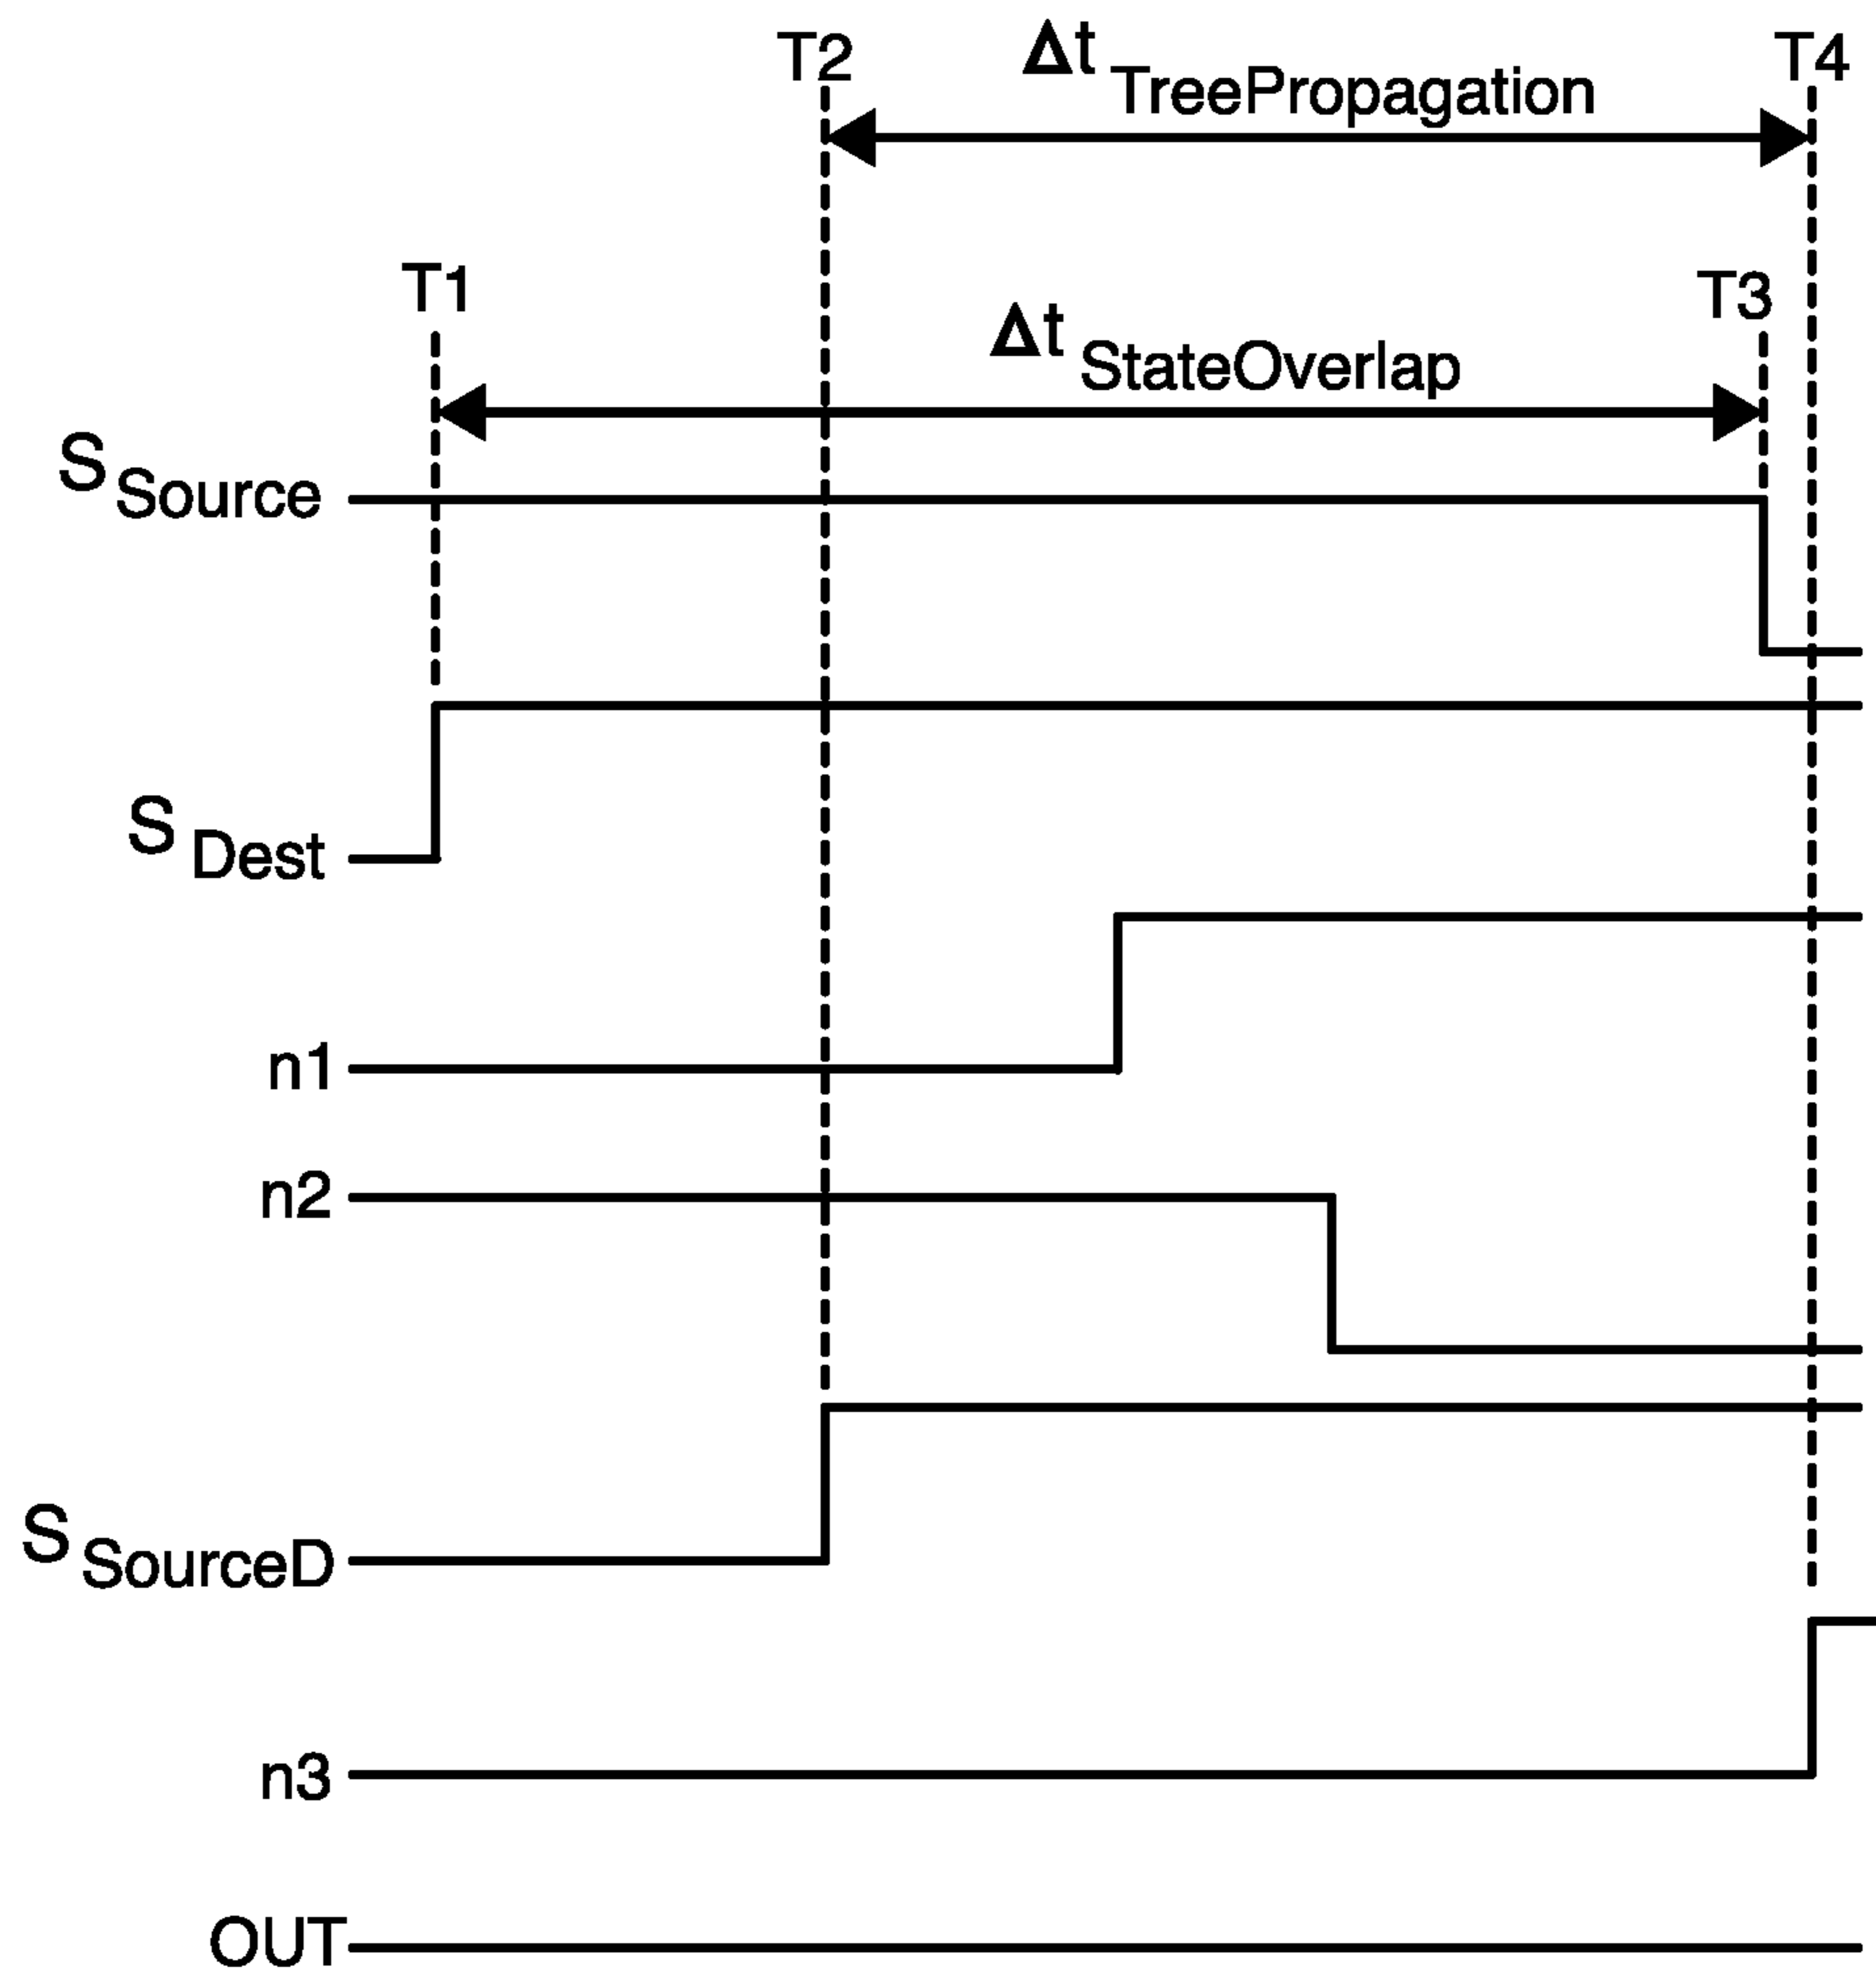 T2 Δt TreePropagation T4
T1 Δt StateOverlap T3
S Source
S Dest
n1
n2
S SourceD
n3
OUT